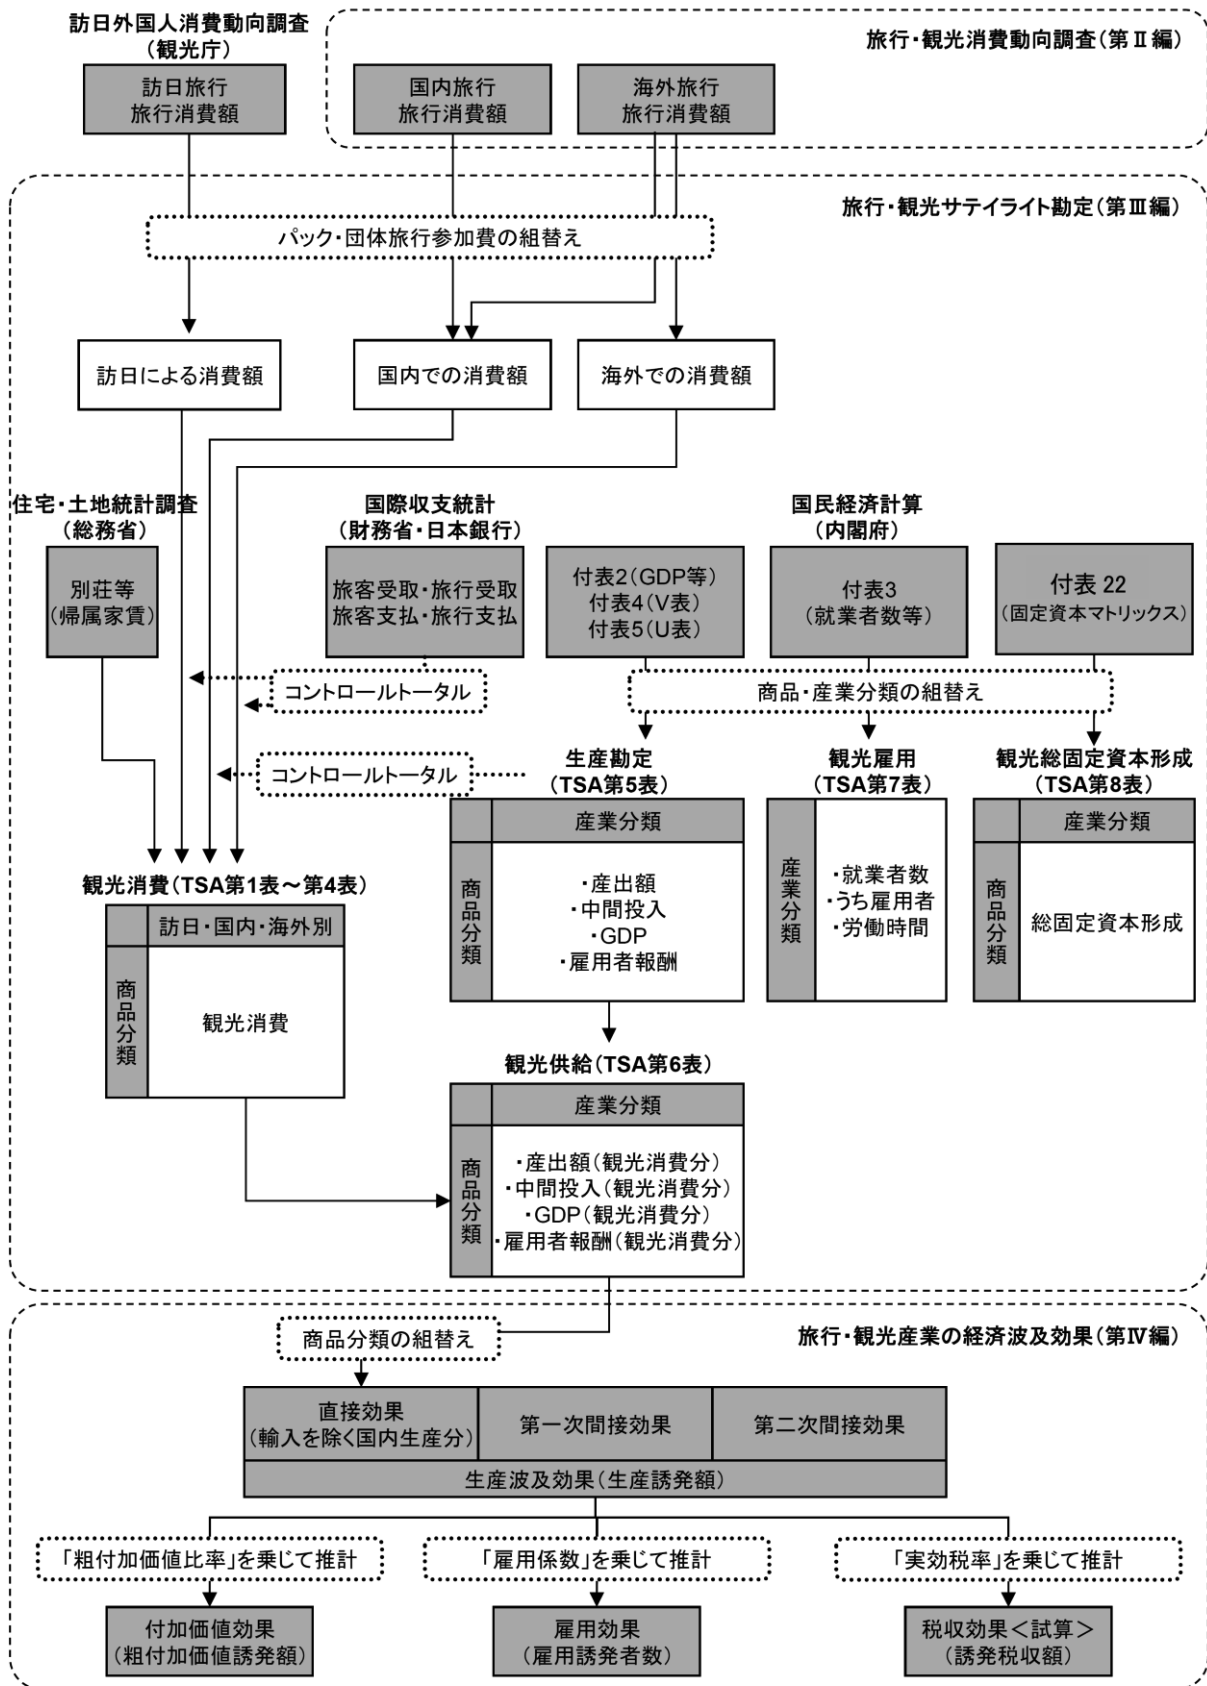 訪日外国人消費動向調査
(観光庁)
旅行・観光消費動向調査(第Ⅱ編)
訪日旅行
旅行消費額
国内旅行
旅行消費額
海外旅行
旅行消費額
旅行・観光サテイライト勘定(第Ⅲ編)
パック・団体旅行参加費の組替え
訪日による消費額
国内での消費額
海外での消費額
住宅・土地統計調査
(総務省)
国際収支統計
(財務省・日本銀行)
国民経済計算
(内閣府)
別荘等
(帰属家賃)
旅客受取・旅行受取
旅客支払・旅行支払
付表2(GDP等)
付表4(V表)
付表5(U表)
付表3
(就業者数等)
付表 22
(固定資本マトリックス)
コントロールトータル
商品・産業分類の組替え
コントロールトータル
生産勘定
(TSA第5表)
観光雇用
(TSA第7表)
観光総固定資本形成
(TSA第8表)
産業分類
商品分類
・産出額
・中間投入
・GDP
・雇用者報酬
産業分類
・就業者数
・うち雇用者
・労働時間
産業分類
商品分類
総固定資本形成
観光消費(TSA第1表~第4表)
訪日・国内・海外別
商品分類
観光消費
観光供給(TSA第6表)
産業分類
商品分類
・産出額(観光消費分)
・中間投入(観光消費分)
・GDP(観光消費分)
・雇用者報酬(観光消費分)
旅行・観光産業の経済波及効果(第Ⅳ編)
商品分類の組替え
直接効果
(輸入を除く国内生産分)
第一次間接効果
第二次間接効果
生産波及効果(生産誘発額)
「粗付加価値比率」を乗じて推計
「雇用係数」を乗じて推計
「実効税率」を乗じて推計
付加価値効果
(粗付加価値誘発額)
雇用効果
(雇用誘発者数)
税収効果<試算>
(誘発税収額)